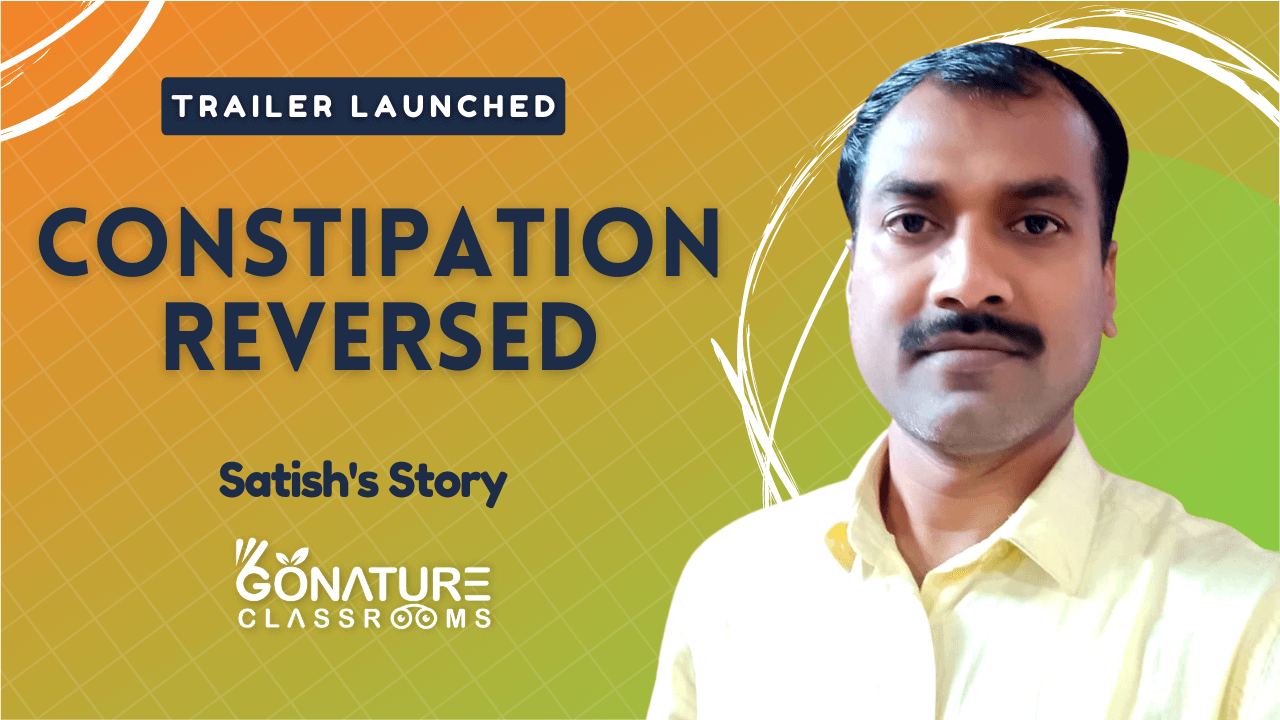 TRAILER LAUNCHED
CONSTIPATION
REVERSED
Satish's Story
GONATURE
CLASSROOMS